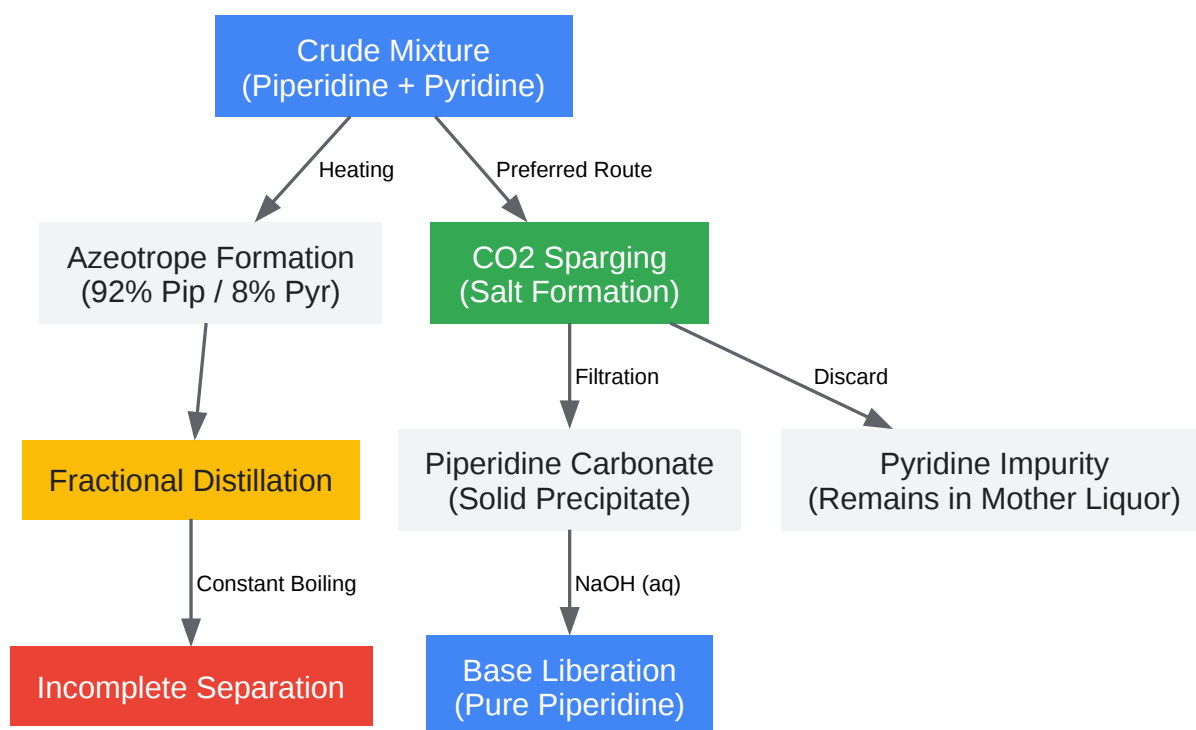 Crude Mixture
(Piperidine + Pyridine)
Heating
Preferred Route
Azeotrope Formation
(92% Pip / 8% Pyr)
CO2 Sparging
(Salt Formation)
Filtration
Discard
Fractional Distillation
Piperidine Carbonate
(Solid Precipitate)
Pyridine Impurity
(Remains in Mother Liquor)
Constant Boiling
NaOH (aq)
Incomplete Separation
Base Liberation
(Pure Piperidine)